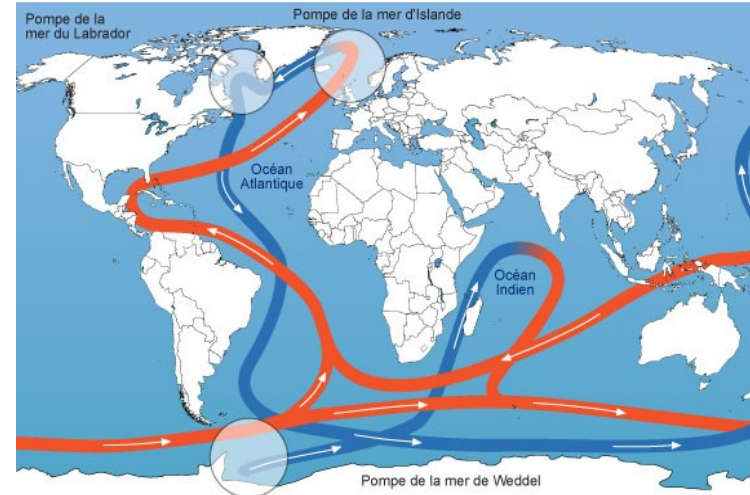 Pompe de la
mer du Labrador
Pompe de la mer d'Islande
Océan
Atlantique
Océan
Indien
Pompe de la mer de Weddel